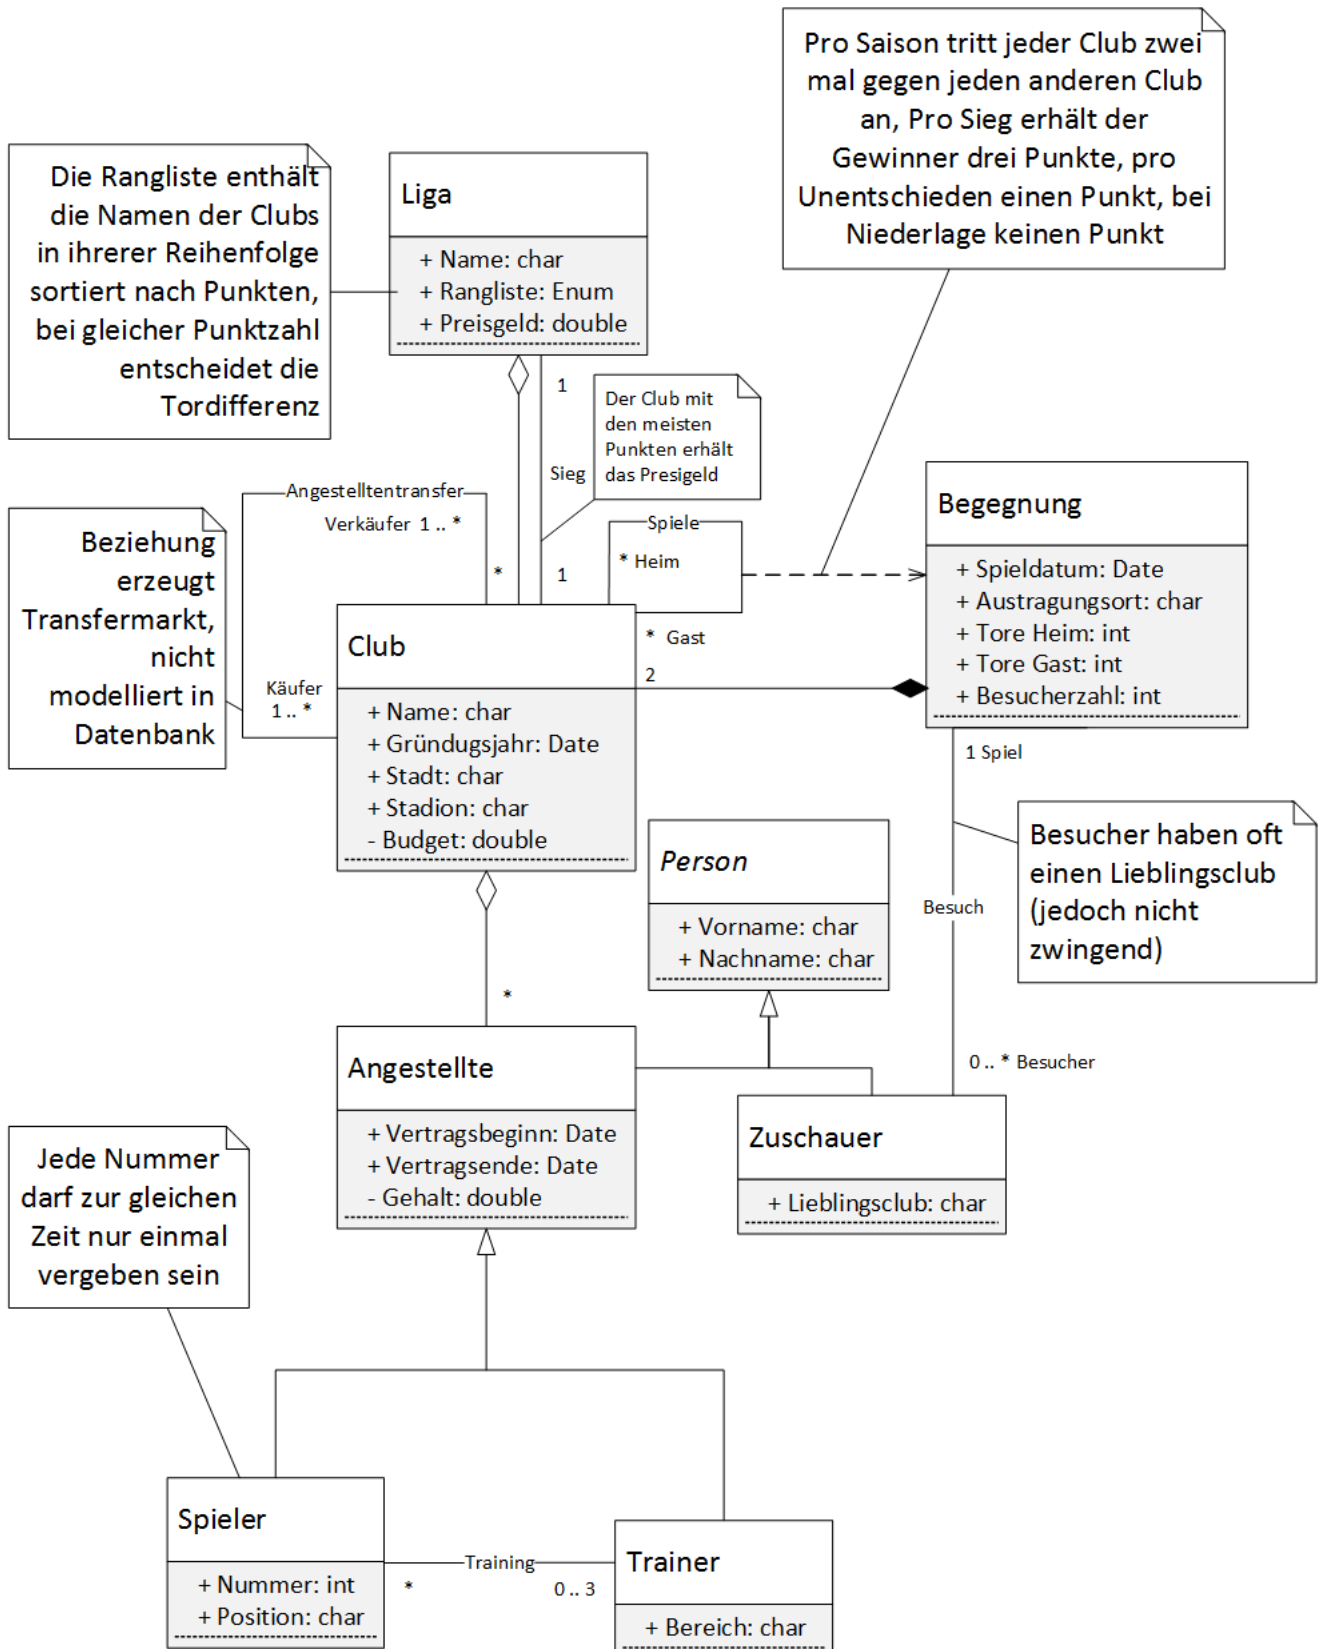 Pro Saison tritt jeder Club zwei
mal gegen jeden anderen Club
an, Pro Sieg erhält der
Gewinner drei Punkte, pro
Unentschieden einen Punkt, bei
Niederlage keinen Punkt
Die Rangliste enthält
die Namen der Clubs
in ihrerer Reihenfolge
sortiert nach Punkten,
bei gleicher Punktzahl
entscheidet die
Tordifferenz
Liga
+ Name: char
+ Rangliste: Enum
+ Preisgeld: double
1
Sieg
Der Club mit
den meisten
Punkten erhält
das Presigeld
Angestelltentransfer
Verkäufer 1 .. *
*
1
Spiele
* Heim
Begegnung
+ Spieldatum: Date
+ Austragungsort: char
+ Tore Heim: int
+ Tore Gast: int
+ Besucherzahl: int
Beziehung
erzeugt
Transfermarkt,
nicht
modelliert in
Datenbank
Käufer
1 .. *
Club
+ Name: char
+ Gründugsjahr: Date
+ Stadt: char
+ Stadion: char
- Budget: double
* Gast
2
1 Spiel
Besuch
Besucher haben oft
einen Lieblingsclub
(jedoch nicht
zwingend)
Person
+ Vorname: char
+ Nachname: char
*
0 .. * Besucher
Angestellte
+ Vertragsbeginn: Date
+ Vertragsende: Date
- Gehalt: double
Zuschauer
+ Lieblingsclub: char
Jede Nummer
darf zur gleichen
Zeit nur einmal
vergeben sein
Spieler
+ Nummer: int
+ Position: char
Training
*
0 .. 3
Trainer
+ Bereich: char